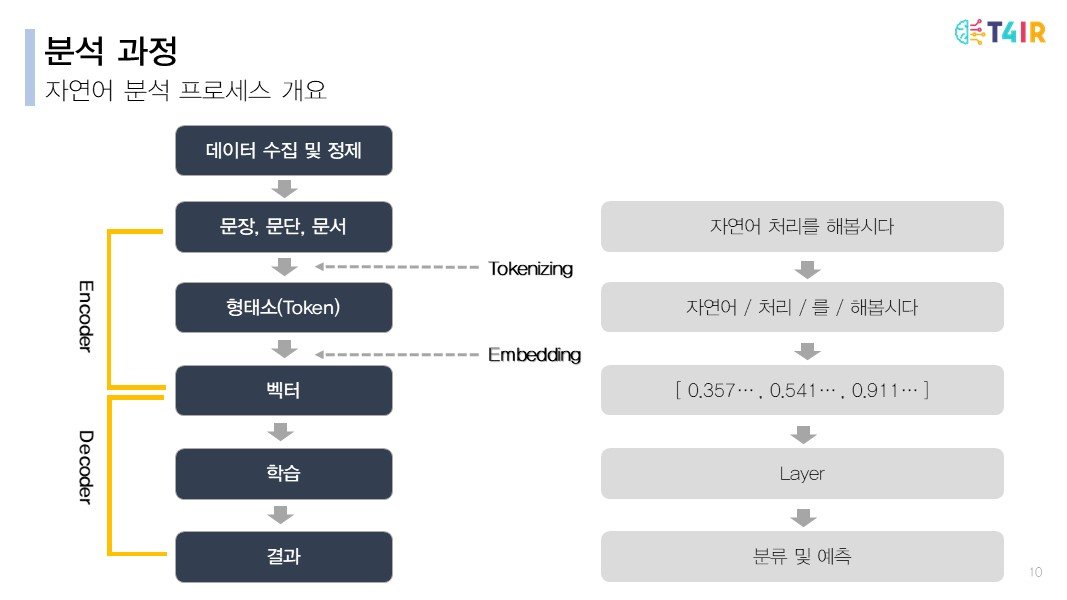 T4IR
분석 과정
자연어 분석 프로세스 개요
데이터 수집 및 정제
문장, 문단, 문서
자연어 처리를 해봅시다
Tokenizing
Encoder
형태소(Token)
자연어 / 처리 / 를 / 해봅시다
Embedding
벡터
[ 0.357… , 0.541… , 0.911… ]
Decoder
학습
Layer
결과
분류 및 예측
10